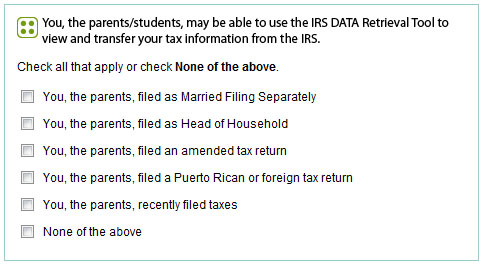 You, the parents/students, may be able to use the IRS DATA Retrieval Tool to
view and transfer your tax information from the IRS.
Check all that apply or check None of the above.
You, the parents, filed as Married Filing Separately
You, the parents, filed as Head of Household
You, the parents, filed an amended tax return
You, the parents, filed a Puerto Rican or foreign tax return
You, the parents, recently filed taxes
None of the above